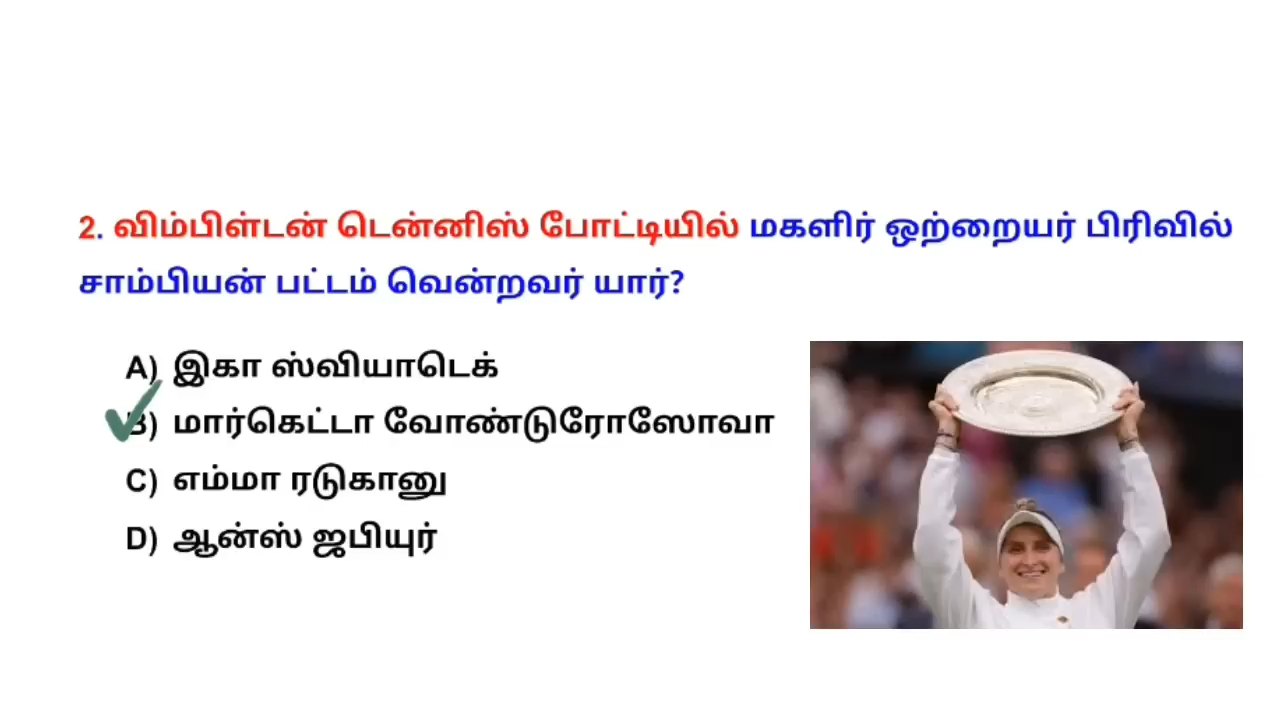 2. விம்பிள்டன் டென்னிஸ் போட்டியில் மகளிர் ஒற்றையர் பிரிவில்
சாம்பியன் பட்டம் வென்றவர் யார்?
A) இகா ஸ்வியாடெக்
B) மார்கெட்டா வோண்டுரோஸோவா
C) எம்மா ரடுகானு
D) ஆன்ஸ் ஜபியுர்